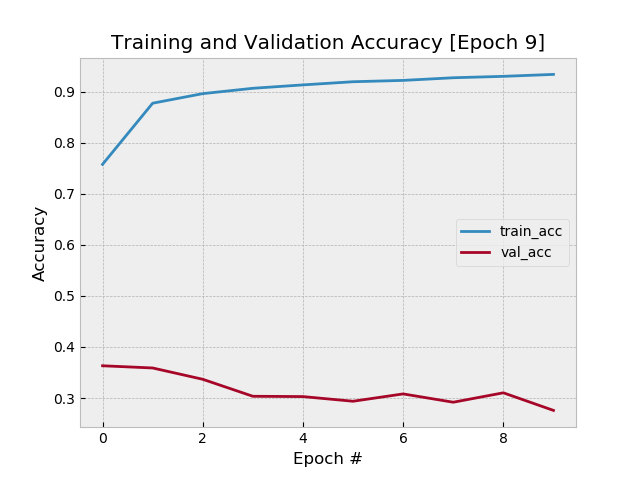 Training and Validation Accuracy [Epoch 9]
0.9
0.8
0.7
0.6
0.5
0.4
0.3
Accuracy
train_acc
val_acc
0 2 4 6 8
Epoch #